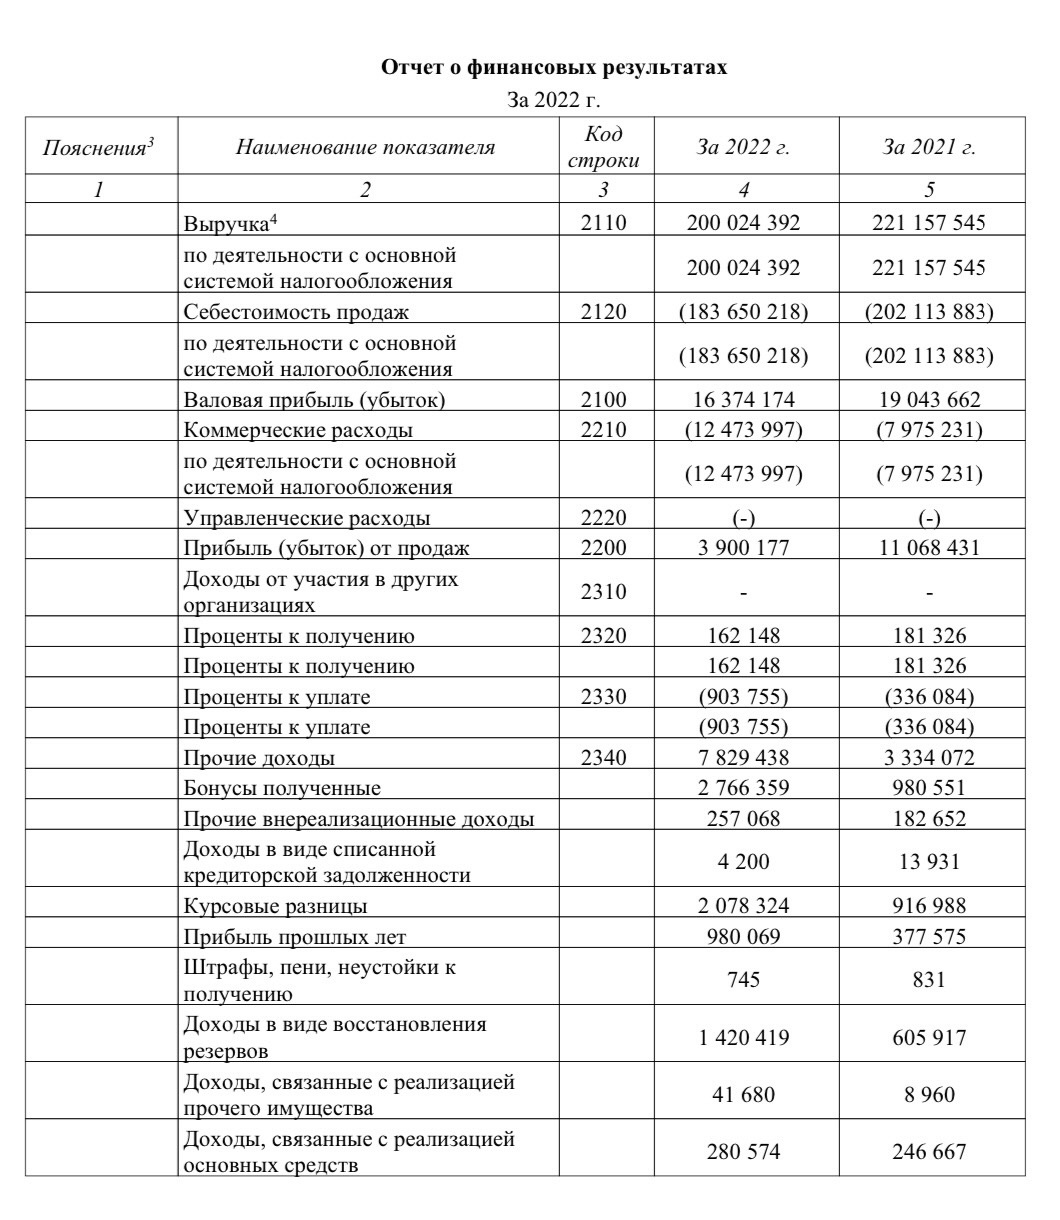 Отчет о финансовых результатах
За 2022 г.
Пояснения³ Наименование показателя Код строки За 2022 г. За 2021 г.
1 2 3 4 5
Выручка⁴ 2110 200 024 392 221 157 545
по деятельности с основной
системой налогообложения 200 024 392 221 157 545
Себестоимость продаж 2120 (183 650 218) (202 113 883)
по деятельности с основной
системой налогообложения (183 650 218) (202 113 883)
Валовая прибыль (убыток) 2100 16 374 174 19 043 662
Коммерческие расходы 2210 (12 473 997) (7 975 231)
по деятельности с основной
системой налогообложения (12 473 997) (7 975 231)
Управленческие расходы 2220 (-) (-)
Прибыль (убыток) от продаж 2200 3 900 177 11 068 431
Доходы от участия в других
организациях 2310 - -
Проценты к получению 2320 162 148 181 326
Проценты к получению 162 148 181 326
Проценты к уплате 2330 (903 755) (336 084)
Проценты к уплате (903 755) (336 084)
Прочие доходы 2340 7 829 438 3 334 072
Бонусы полученные 2 766 359 980 551
Прочие внереализационные доходы 257 068 182 652
Доходы в виде списанной
кредиторской задолженности 4 200 13 931
Курсовые разницы 2 078 324 916 988
Прибыль прошлых лет 980 069 377 575
Штрафы, пени, неустойки к
получению 745 831
Доходы в виде восстановления
резервов 1 420 419 605 917
Доходы, связанные с реализацией
прочего имущества 41 680 8 960
Доходы, связанные с реализацией
основных средств 280 574 246 667